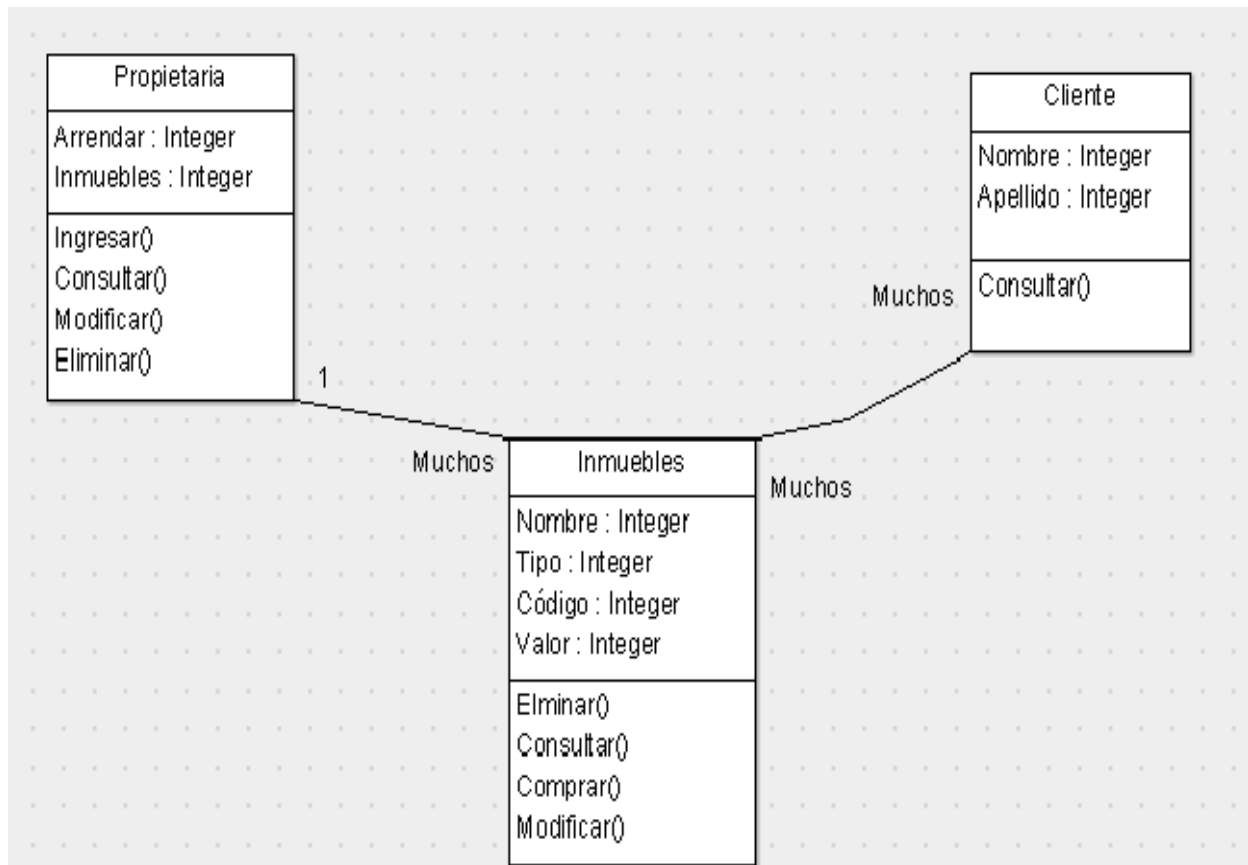 Propietaria
Arrendar : Integer
Inmuebles : Integer
Ingresar()
Consultar()
Modificar()
Eliminar()
1
Muchos
Cliente
Nombre : Integer
Apellido : Integer
Consultar()
Muchos
Inmuebles
Nombre : Integer
Tipo : Integer
Código : Integer
Valor : Integer
Elminar()
Consultar()
Comprar()
Modificar()
Muchos